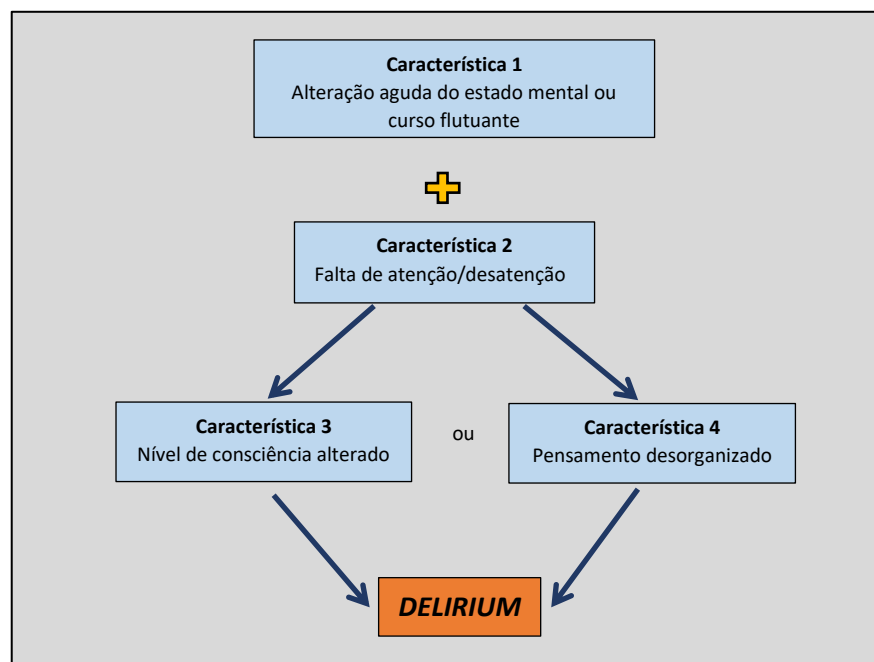 Característica 1
Alteração aguda do estado mental ou
curso flutuante
Característica 2
Falta de atenção/desatenção
Característica 3
Nível de consciência alterado
ou
Característica 4
Pensamento desorganizado
DELIRIUM